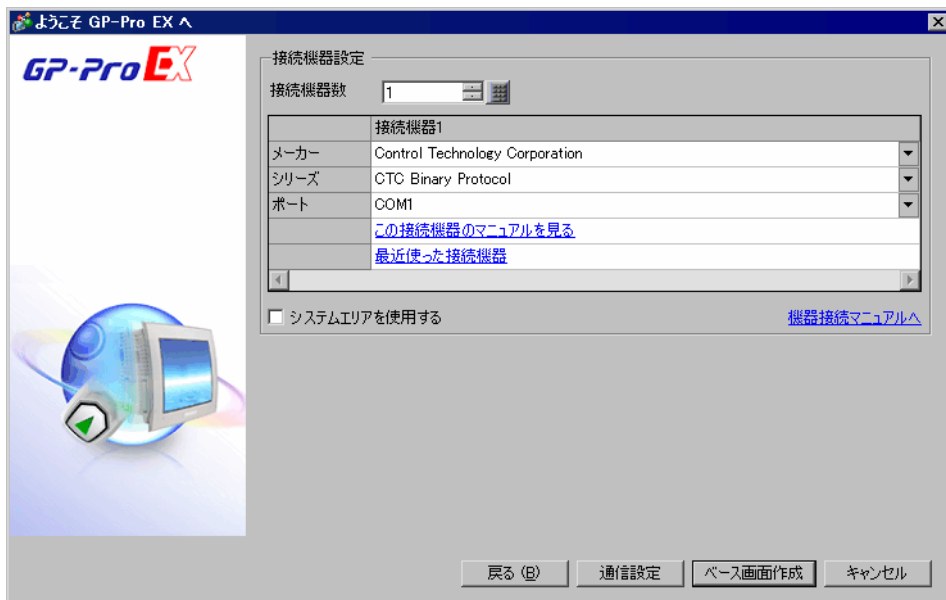 ようこそ GP-Pro EX へ
GP-Pro EX
接続機器設定
接続機器数 1
接続機器1
メーカー Control Technology Corporation
シリーズ CTC Binary Protocol
ポート COM1
この接続機器のマニュアルを見る
最近使った接続機器
システムエリアを使用する 機器接続マニュアルへ
戻る (B) 通信設定 ベース画面作成 キャンセル